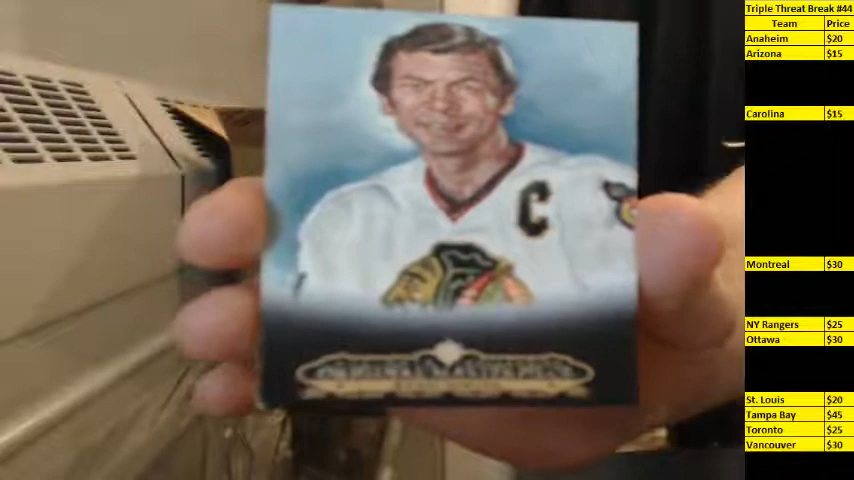 Triple Threat Break #44
Team Price
Anaheim $20
Arizona $15
Carolina $15
Montreal $30
NY Rangers $25
Ottawa $30
St. Louis $20
Tampa Bay $45
Toronto $25
Vancouver $30
C